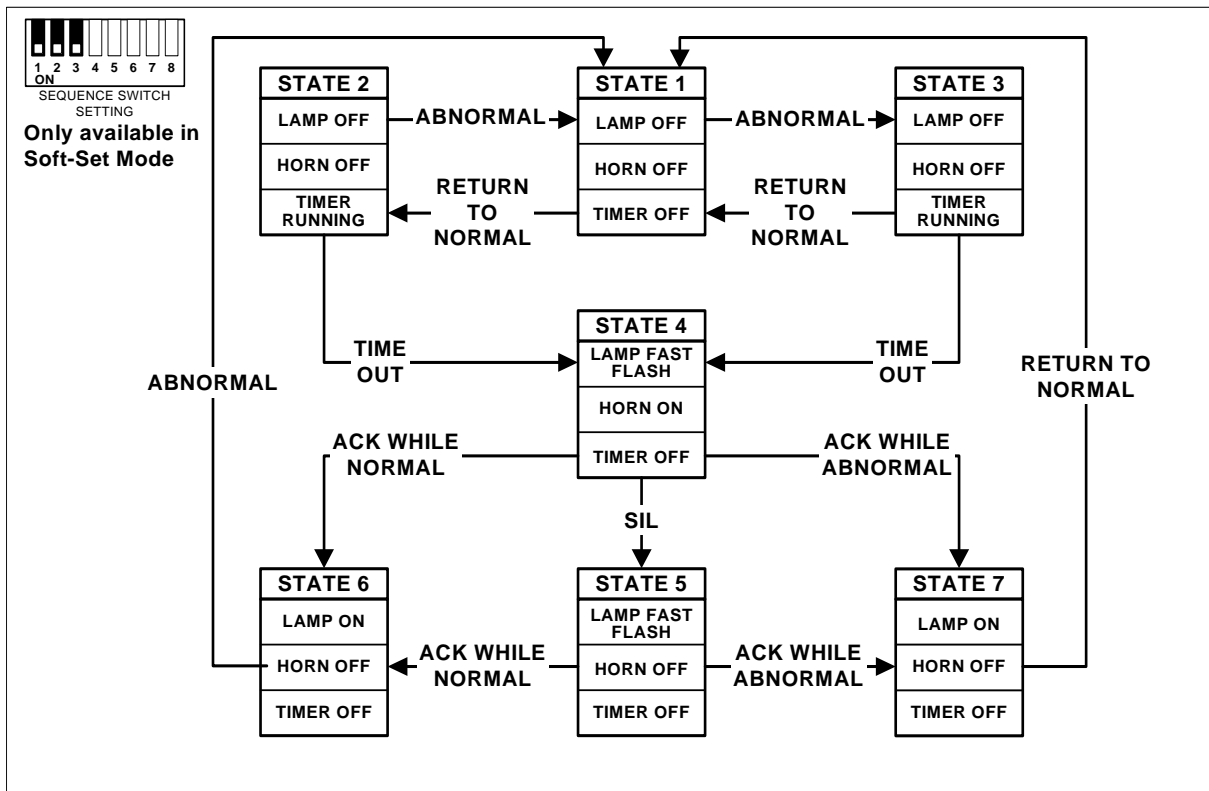 1 2 3 4 5 6 7 8
ON
SEQUENCE SWITCH
SETTING
Only available in
Soft-Set Mode
STATE 2
LAMP OFF
HORN OFF
TIMER
RUNNING
ABNORMAL
RETURN
TO
NORMAL
STATE 1
LAMP OFF
HORN OFF
TIMER OFF
ABNORMAL
RETURN
TO
NORMAL
STATE 3
LAMP OFF
HORN OFF
TIMER
RUNNING
TIME
OUT
STATE 4
LAMP FAST
FLASH
HORN ON
TIMER OFF
TIME
OUT
ABNORMAL
RETURN TO
NORMAL
ACK WHILE
NORMAL
ACK WHILE
ABNORMAL
SIL
STATE 6
LAMP ON
HORN OFF
TIMER OFF
ACK WHILE
NORMAL
STATE 5
LAMP FAST
FLASH
HORN OFF
TIMER OFF
ACK WHILE
ABNORMAL
STATE 7
LAMP ON
HORN OFF
TIMER OFF